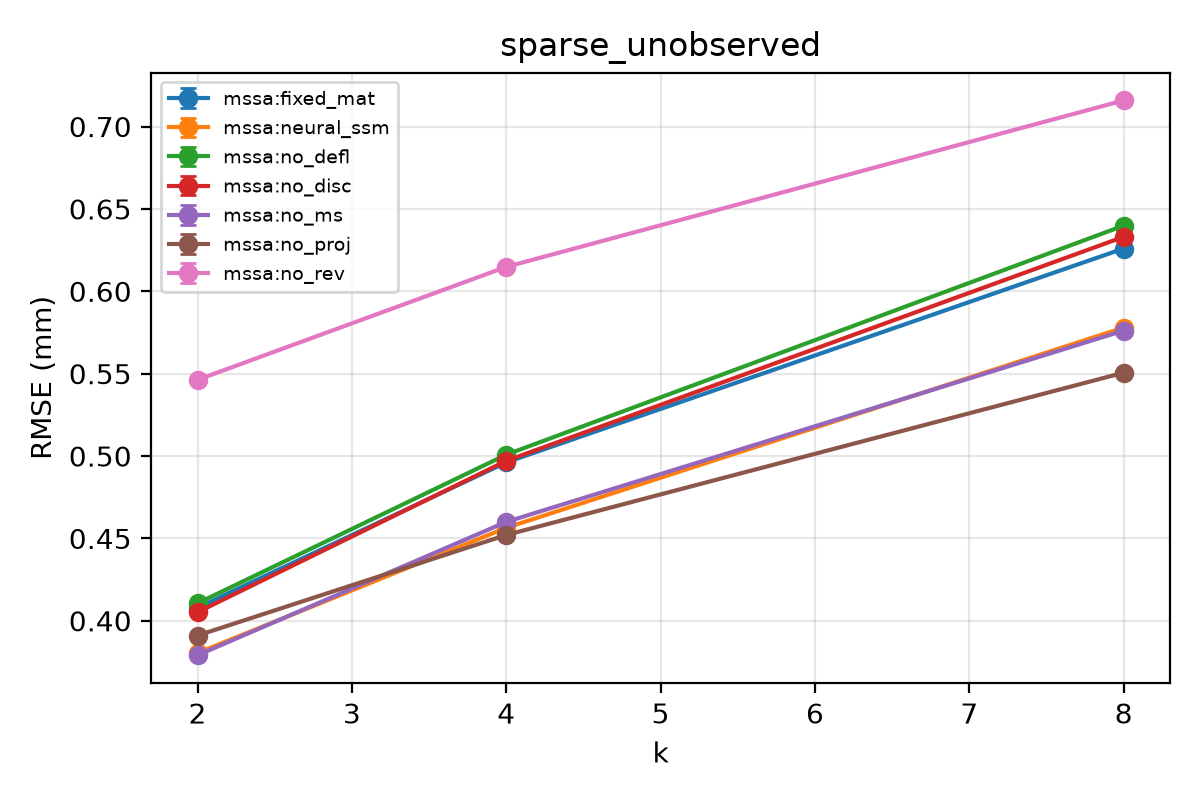 sparse_unobserved
mssa:fixed_mat
mssa:neural_ssm
mssa:no_defl
mssa:no_disc
mssa:no_ms
mssa:no_proj
mssa:no_rev
RMSE (mm)
0.70
0.65
0.60
0.55
0.50
0.45
0.40
2 3 4 5 6 7 8
k